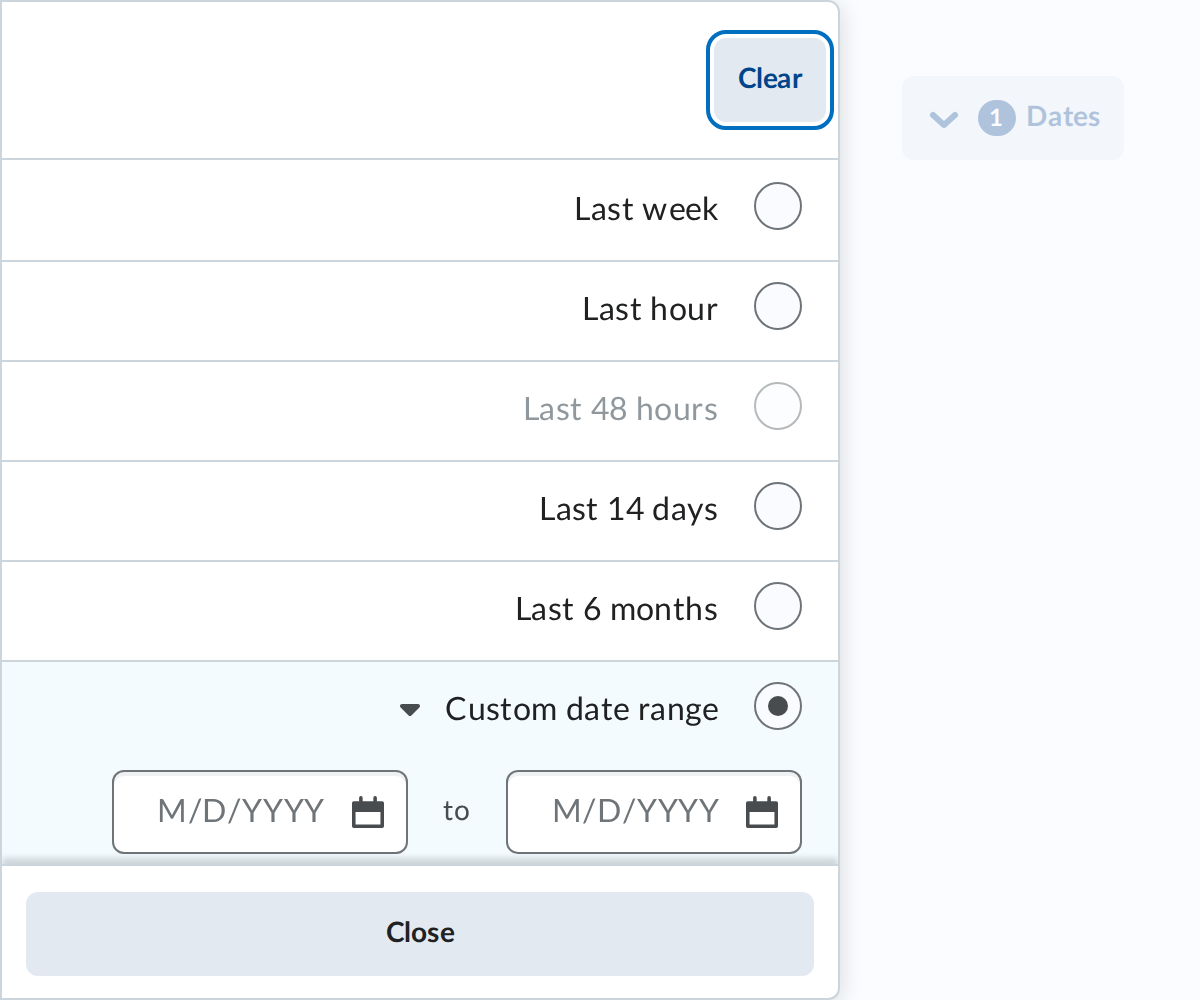 Clear
1 Dates
Last week
Last hour
Last 48 hours
Last 14 days
Last 6 months
Custom date range
M/D/YYYY to M/D/YYYY
Close